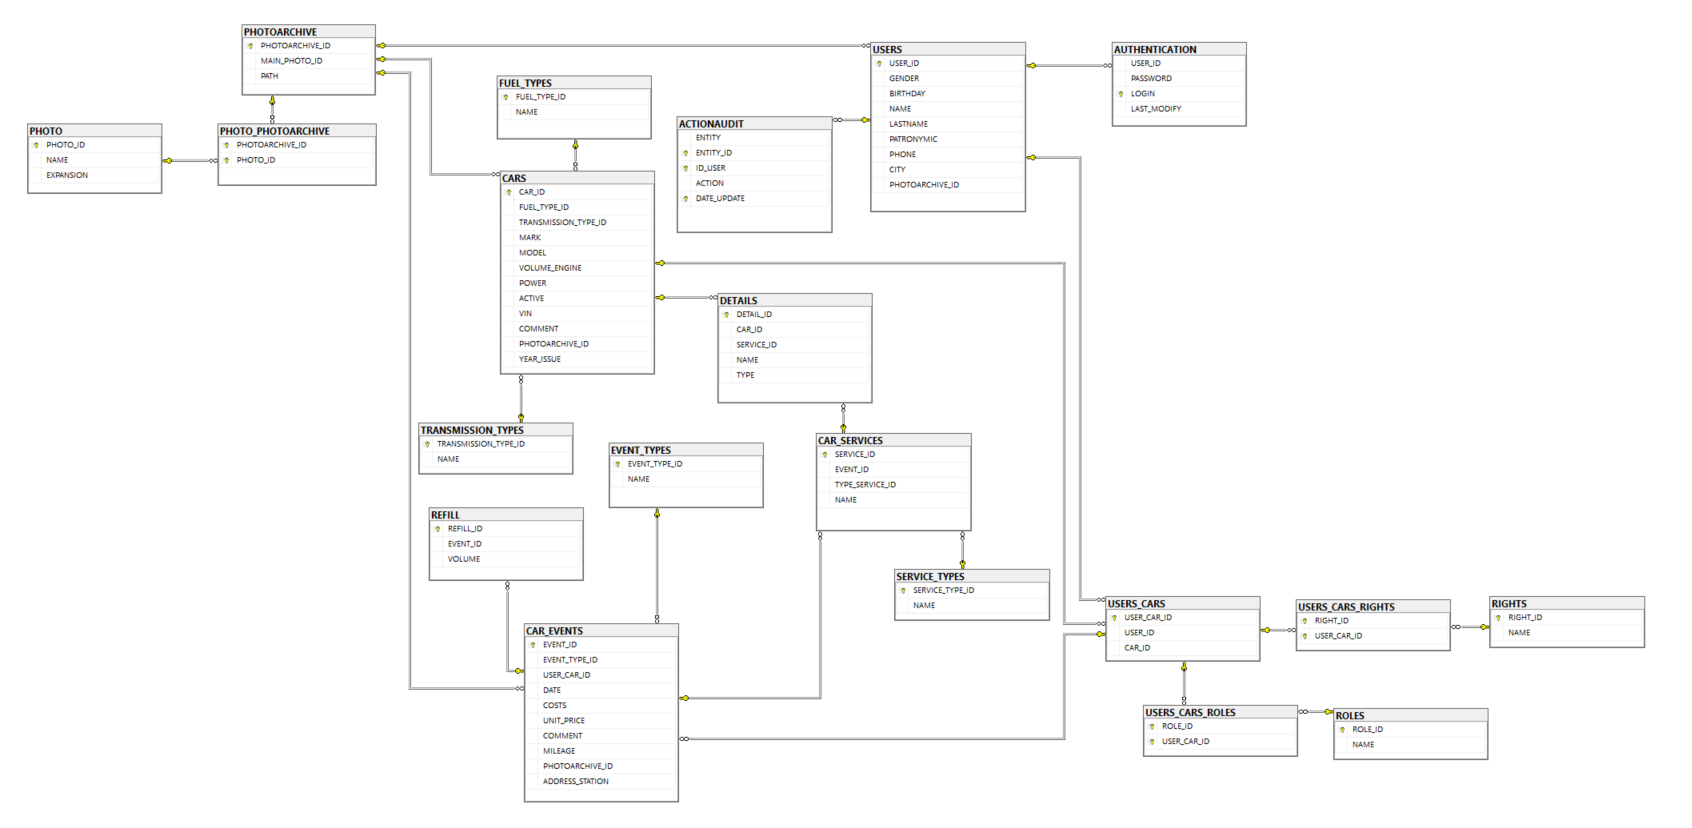 PHOTOARCHIVE
PHOTOARCHIVE_ID
MAIN_PHOTO_ID
PATH
USERS
USER_ID
GENDER
BIRTHDAY
NAME
LASTNAME
PATRONYMIC
PHONE
CITY
PHOTOARCHIVE_ID
AUTHENTICATION
USER_ID
PASSWORD
LOGIN
LAST_MODIFY
FUEL_TYPES
FUEL_TYPE_ID
NAME
ACTIONAUDIT
ENTITY
ENTITY_ID
ID_USER
ACTION
DATE_UPDATE
PHOTO
PHOTO_ID
NAME
EXPANSION
PHOTO_PHOTOARCHIVE
PHOTOARCHIVE_ID
PHOTO_ID
CARS
CAR_ID
FUEL_TYPE_ID
TRANSMISSION_TYPE_ID
MARK
MODEL
VOLUME_ENGINE
POWER
ACTIVE
VIN
COMMENT
PHOTOARCHIVE_ID
YEAR_ISSUE
DETAILS
DETAIL_ID
CAR_ID
SERVICE_ID
NAME
TYPE
TRANSMISSION_TYPES
TRANSMISSION_TYPE_ID
NAME
EVENT_TYPES
EVENT_TYPE_ID
NAME
CAR_SERVICES
SERVICE_ID
EVENT_ID
TYPE_SERVICE_ID
NAME
REFILL
REFILL_ID
EVENT_ID
VOLUME
SERVICE_TYPES
SERVICE_TYPE_ID
NAME
CAR_EVENTS
EVENT_ID
EVENT_TYPE_ID
USER_CAR_ID
DATE
COSTS
UNIT_PRICE
COMMENT
MILEAGE
PHOTOARCHIVE_ID
ADDRESS_STATION
USERS_CARS
USER_CAR_ID
USER_ID
CAR_ID
USERS_CARS_RIGHTS
RIGHT_ID
USER_CAR_ID
RIGHTS
RIGHT_ID
NAME
USERS_CARS_ROLES
ROLE_ID
USER_CAR_ID
ROLES
ROLE_ID
NAME